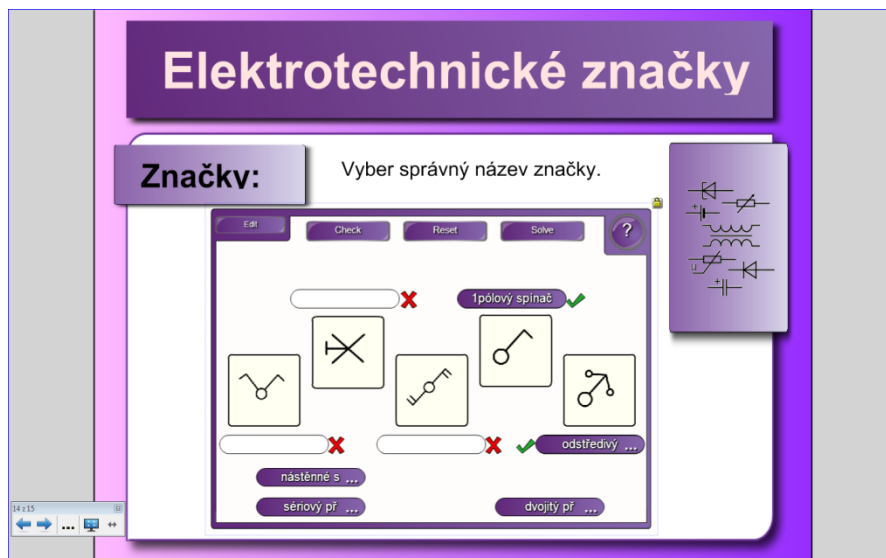 Elektrotechnické značky
Značky:
Vyber správný název značky.
Edit
Check
Reset
Solve
?
1pólový spínač
odstředivý ...
nástěnné s ...
sériový př ...
dvojitý př ...
14 z 15
...